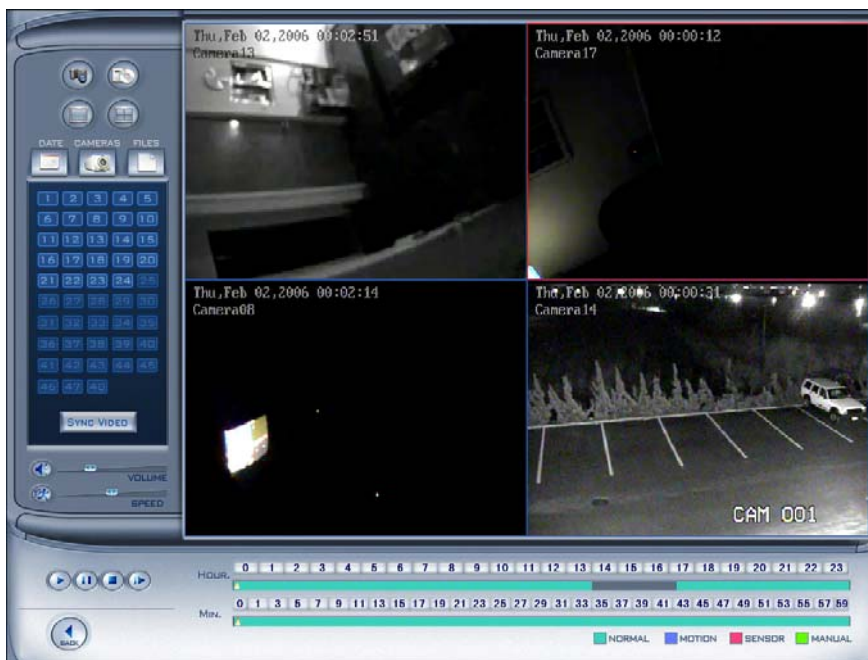 Thu,Feb 02,2006 00:02:51
Camera13
Thu,Feb 02,2006 00:00:12
Camera17
DATE CAMERAS FILES
1 2 3 4 5
6 7 8 9 10
11 12 13 14 15
16 17 18 19 20
21 22 23 24 25
26 27 28 29 30
31 32 33 34 35
36 37 38 39 40
41 42 43 44 45
46 47 48
SYNC VIDEO
VOLUME
SPEED
Thu,Feb 02,2006 00:02:14
Camera08
Thu,Feb 02,2006 00:00:31
Camera14
CAM 001
HOUR. 0 1 2 3 4 5 6 7 8 9 10 11 12 13 14 15 16 17 18 19 20 21 22 23
MIN. 0 1 3 5 7 9 11 13 15 17 19 21 23 25 27 29 31 33 35 37 39 41 43 45 47 49 51 53 55 57 59
BACK
NORMAL MOTION SENSOR MANUAL